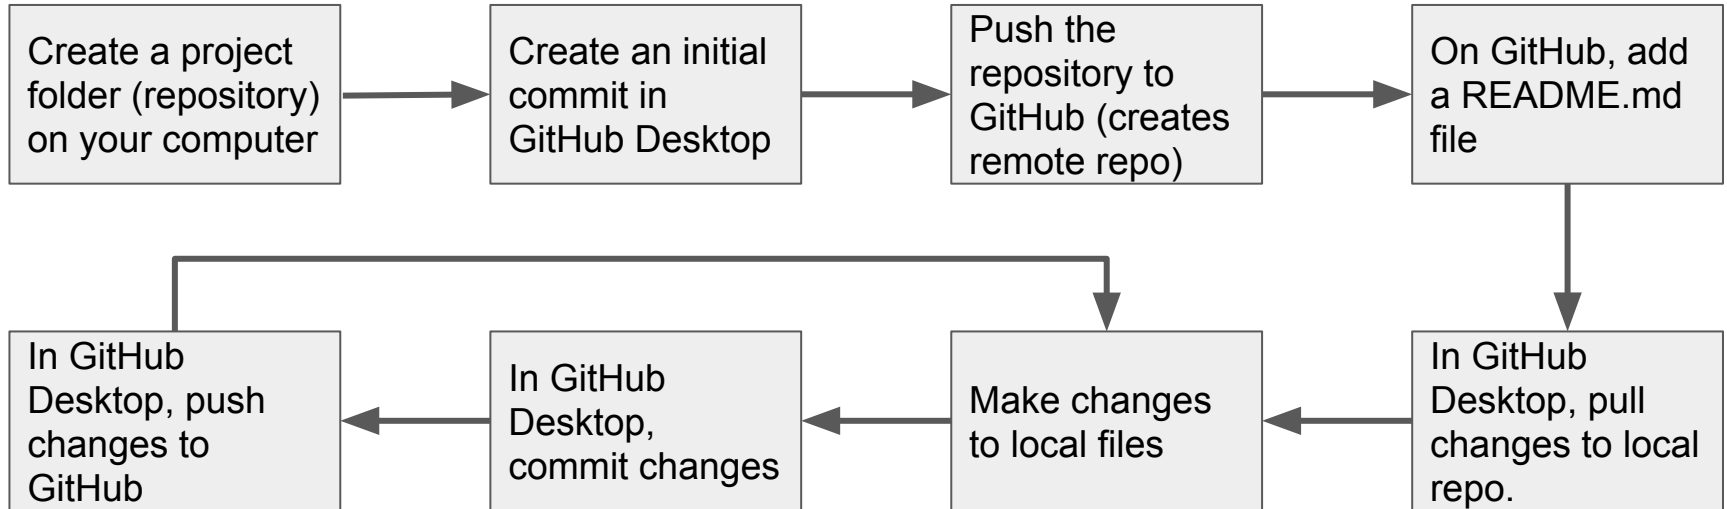 Create a project
folder (repository)
on your computer
Create an initial
commit in
GitHub Desktop
Push the
repository to
GitHub (creates
remote repo)
On GitHub, add
a README.md
file
In GitHub
Desktop, pull
changes to local
repo.
Make changes
to local files
In GitHub
Desktop,
commit changes
In GitHub
Desktop, push
changes to
GitHub